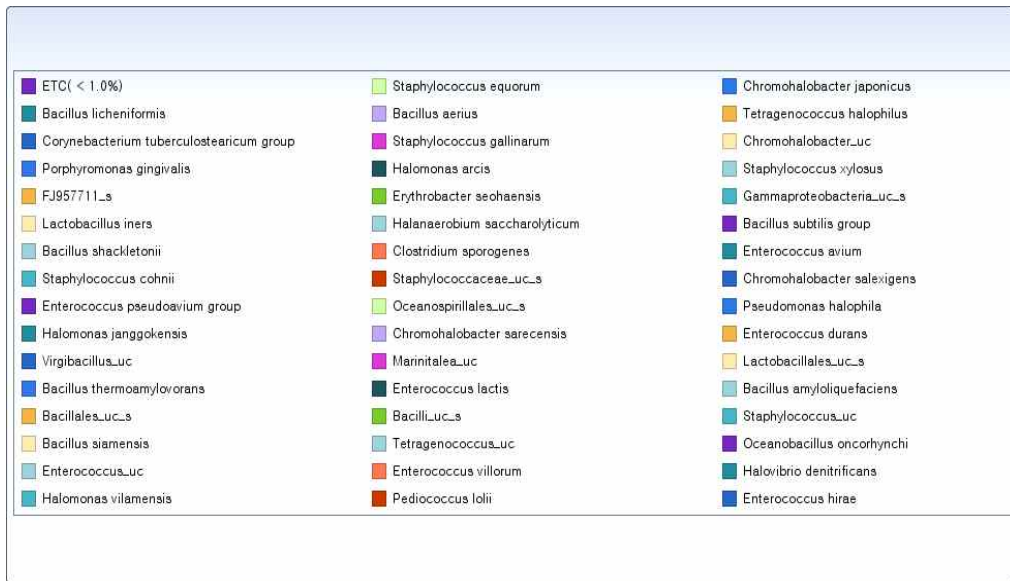 ETC( < 1.0%) Staphylococcus equorum Chromohalobacter japonicus
Bacillus licheniformis Bacillus aerius Tetragenococcus halophilus
Corynebacterium tuberculostearicum group Staphylococcus gallinarum Chromohalobacter_uc
Porphyromonas gingivalis Halomonas arcis Staphylococcus xylosus
FJ957711_s Erythrobacter seohaensis Gammaproteobacteria_uc_s
Lactobacillus iners Halanaerobium saccharolyticum Bacillus subtilis group
Bacillus shackletonii Clostridium sporogenes Enterococcus avium
Staphylococcus cohnii Staphylococcaceae_uc_s Chromohalobacter salexigens
Enterococcus pseudoavium group Oceanospirillales_uc_s Pseudomonas halophila
Halomonas janggokensis Chromohalobacter sarecensis Enterococcus durans
Virgibacillus_uc Marinitalea_uc Lactobacillales_uc_s
Bacillus thermoamylovorans Enterococcus lactis Bacillus amyloliquefaciens
Bacillales_uc_s Bacilli_uc_s Staphylococcus_uc
Bacillus siamensis Tetragenococcus_uc Oceanobacillus oncorhynchi
Enterococcus_uc Enterococcus villorum Halovibrio denitrificans
Halomonas vilamensis Pediococcus lolii Enterococcus hirae